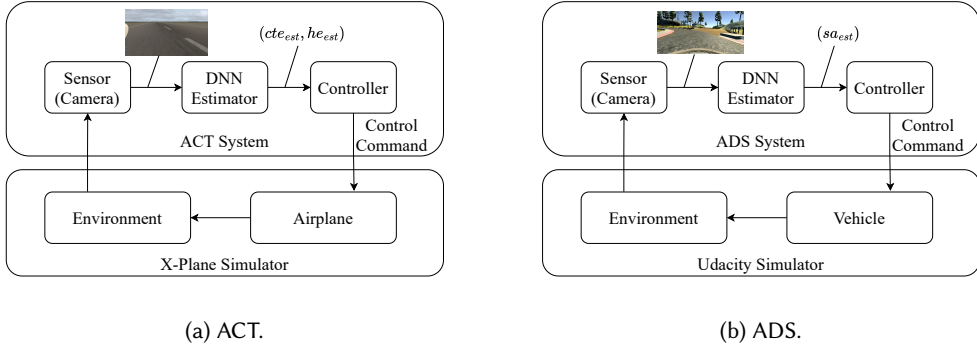 (cte_est, he_est)
Sensor
(Camera)
DNN
Estimator
Controller
ACT System
Control
Command
Environment
Airplane
X-Plane Simulator
(a) ACT.
(sa_est)
Sensor
(Camera)
DNN
Estimator
Controller
ADS System
Control
Command
Environment
Vehicle
Udacity Simulator
(b) ADS.